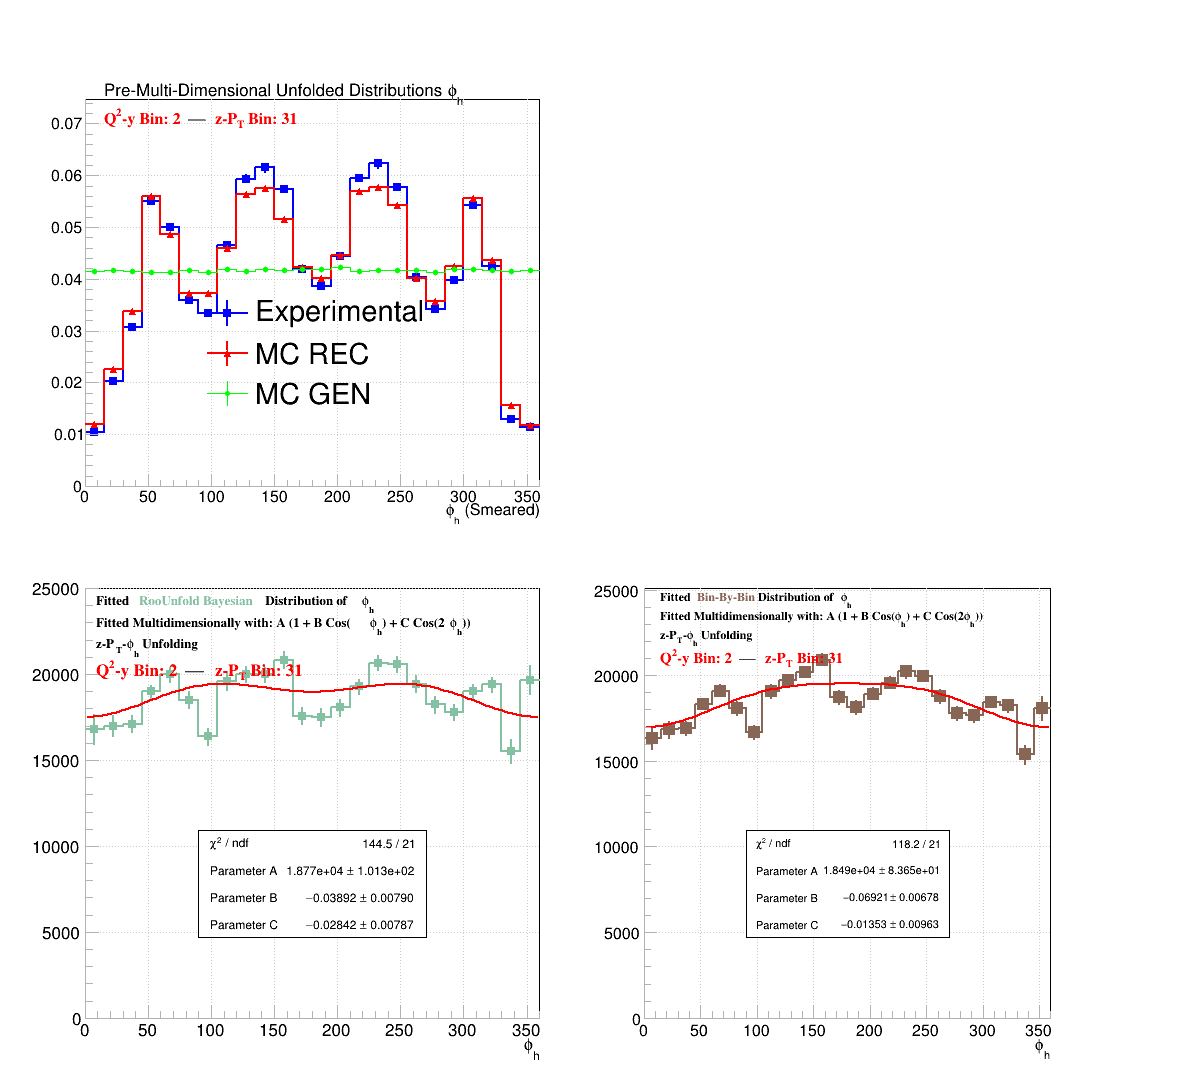 Pre-Multi-Dimensional Unfolded Distributions ϕh
Q2-y Bin: 2 — z-PT Bin: 31
0.07
0.06
0.05
0.04
0.03
0.02
0.01
0
Experimental
MC REC
MC GEN
0 50 100 150 200 250 300 350
ϕh (Smeared)
25000
20000
15000
10000
5000
0
Fitted RooUnfold Bayesian Distribution of ϕh
Fitted Multidimensionally with: A (1 + B Cos( ϕh) + C Cos(2 ϕh))
z-PT-ϕh Unfolding
Q2-y Bin: 2 — z-PT Bin: 31
χ2 / ndf 144.5 / 21
Parameter A 1.877e+04 ± 1.013e+02
Parameter B −0.03892 ± 0.00790
Parameter C −0.02842 ± 0.00787
0 50 100 150 200 250 300 350
ϕh
25000
20000
15000
10000
5000
0
Fitted Bin-By-Bin Distribution of ϕh
Fitted Multidimensionally with: A (1 + B Cos(ϕh) + C Cos(2ϕh))
z-PT-ϕh Unfolding
Q2-y Bin: 2 — z-PT Bin: 31
χ2 / ndf 118.2 / 21
Parameter A 1.849e+04 ± 8.365e+01
Parameter B −0.06921 ± 0.00678
Parameter C −0.01353 ± 0.00963
0 50 100 150 200 250 300 350
ϕh